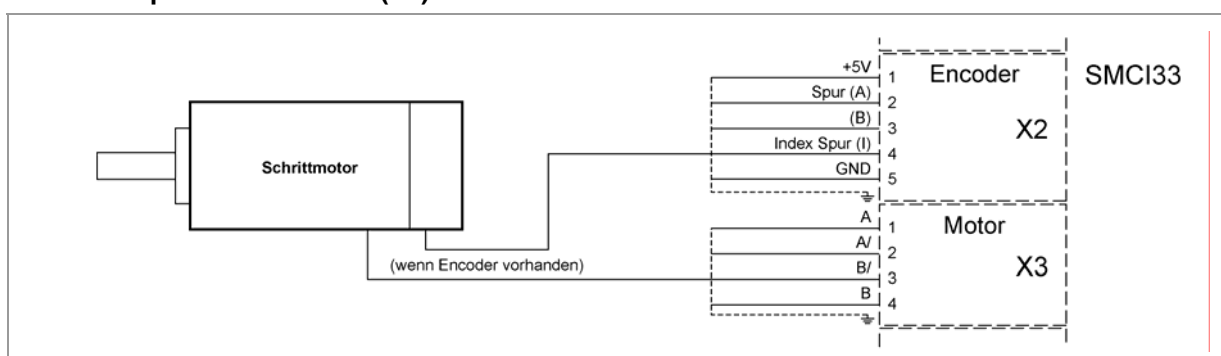 +5V
1
Encoder
SMCI33
Spur (A)
2
(B)
3
X2
Index Spur (I)
4
GND
5
Schrittmotor
(wenn Encoder vorhanden)
A
1
Motor
A/
2
B/
3
X3
B
4